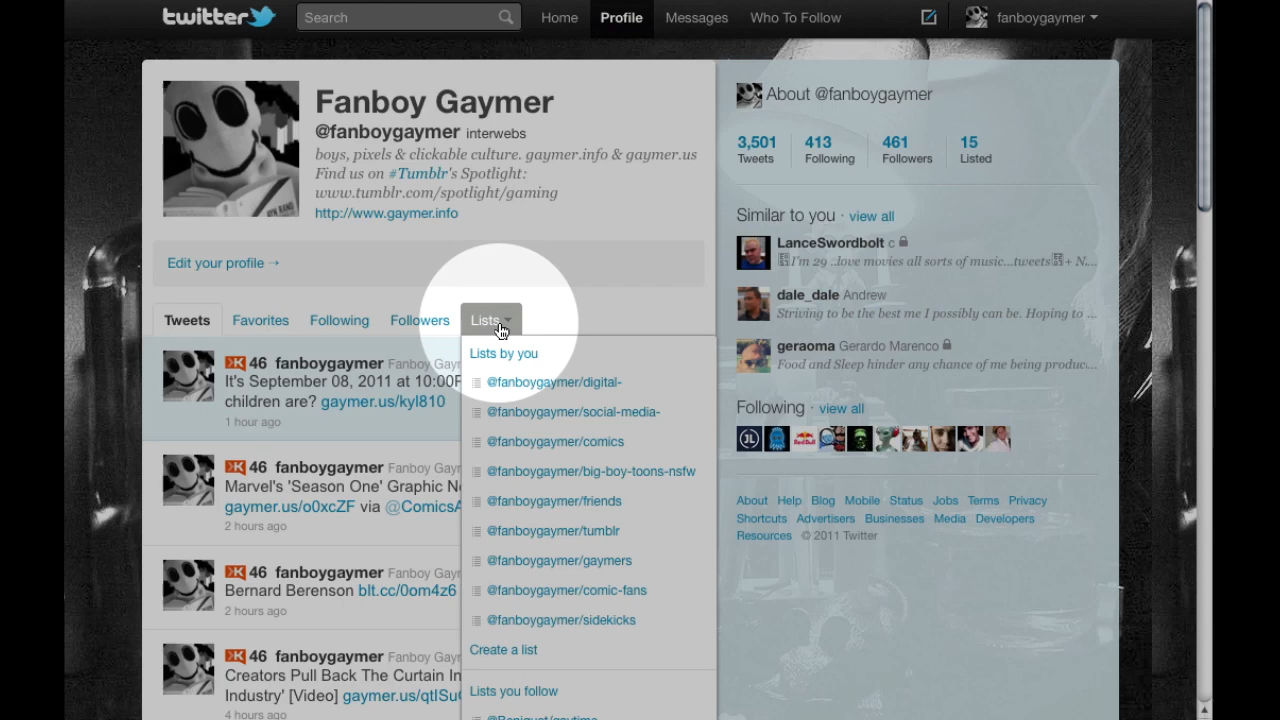 twitter
Search
Home
Profile
Messages
Who To Follow
fanboygaymer
Fanboy Gaymer
@fanboygaymer interwebs
boys, pixels & clickable culture. gaymer.info & gaymer.us
Find us on #Tumblr's Spotlight:
www.tumblr.com/spotlight/gaming
http://www.gaymer.info
Edit your profile →
Tweets
Favorites
Following
Followers
Lists
46 fanboygaymer Fanboy Gay
It's September 08, 2011 at 10:00P
children are? gaymer.us/kyl810
1 hour ago
46 fanboygaymer Fanboy Gay
Marvel's 'Season One' Graphic No
gaymer.us/o0xcZF via @ComicsA
2 hours ago
46 fanboygaymer Fanboy Gay
Bernard Berenson blt.cc/0om4z6
2 hours ago
46 fanboygaymer Fanboy Gay
Creators Pull Back The Curtain In
Industry' [Video] gaymer.us/qtISu
4 hours ago
Lists by you
@fanboygaymer/digital-
@fanboygaymer/social-media-
@fanboygaymer/comics
@fanboygaymer/big-boy-toons-nsfw
@fanboygaymer/friends
@fanboygaymer/tumblr
@fanboygaymer/gaymers
@fanboygaymer/comic-fans
@fanboygaymer/sidekicks
Create a list
Lists you follow
About @fanboygaymer
3,501 413 461 15
Tweets Following Followers Listed
Similar to you · view all
LanceSwordbolt c
I'm 29 ..love movies all sorts of music...tweets + N...
dale_dale Andrew
Striving to be the best me I possibly can be. Hoping to ...
geraoma Gerardo Marenco
Food and Sleep hinder any chance of me being produc...
Following · view all
JL
Red Bull
About Help Blog Mobile Status Jobs Terms Privacy
Shortcuts Advertisers Businesses Media Developers
Resources © 2011 Twitter